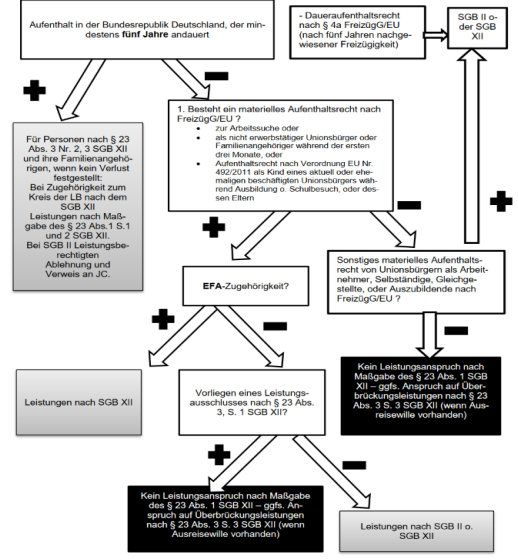 Aufenthalt in der Bundesrepublik Deutschland, der min-
destens fünf Jahre andauert
- Daueraufenthaltsrecht
nach § 4a FreizügG/EU
(nach fünf Jahren nachge-
wiesener Freizügigkeit)
SGB II o-
der SGB
XII
Für Personen nach § 23
Abs. 3 Nr. 2, 3 SGB XII
und ihre Familienangehö-
rigen, wenn kein Verlust
festgestellt:
Bei Zugehörigkeit zum
Kreis der LB nach dem
SGB XII
Leistungen nach Maß-
gabe des § 23 Abs.1 S.1
und 2 SGB XII.
Bei SGB II Leistungsbe-
rechtigten
Ablehnung und
Verweis an JC.
1. Besteht ein materielles Aufenthaltsrecht nach
FreizügG/EU ?
• zur Arbeitssuche oder
• als nicht erwerbstätiger Unionsbürger oder
Familienangehöriger während der ersten
drei Monate, oder
• Aufenthaltsrecht nach Verordnung EU Nr.
492/2011 als Kind eines aktuell oder ehe-
maligen beschäftigten Unionsbürgers wäh-
rend Ausbildung o. Schulbesuch, oder des-
sen Eltern
EFA-Zugehörigkeit?
Sonstiges materielles Aufenthalts-
recht von Unionsbürgern als Arbeit-
nehmer, Selbständige, Gleichge-
stellte, oder Auszubildende nach
FreizügG/EU ?
Leistungen nach SGB XII
Vorliegen eines Leistungs-
ausschlusses nach § 23 Abs.
3, S. 1 SGB XII?
Kein Leistungsanspruch nach
Maßgabe des § 23 Abs. 1 SGB
XII – ggfs. Anspruch auf Über-
brückungsleistungen nach § 23
Abs. 3 S. 3 SGB XII (wenn Aus-
reisewille vorhanden)
Kein Leistungsanspruch nach Maßgabe
des § 23 Abs. 1 SGB XII – ggfs. An-
spruch auf Überbrückungsleistungen
nach § 23 Abs. 3 S. 3 SGB XII (wenn
Ausreisewille vorhanden)
Leistungen nach SGB II o.
SGB XII